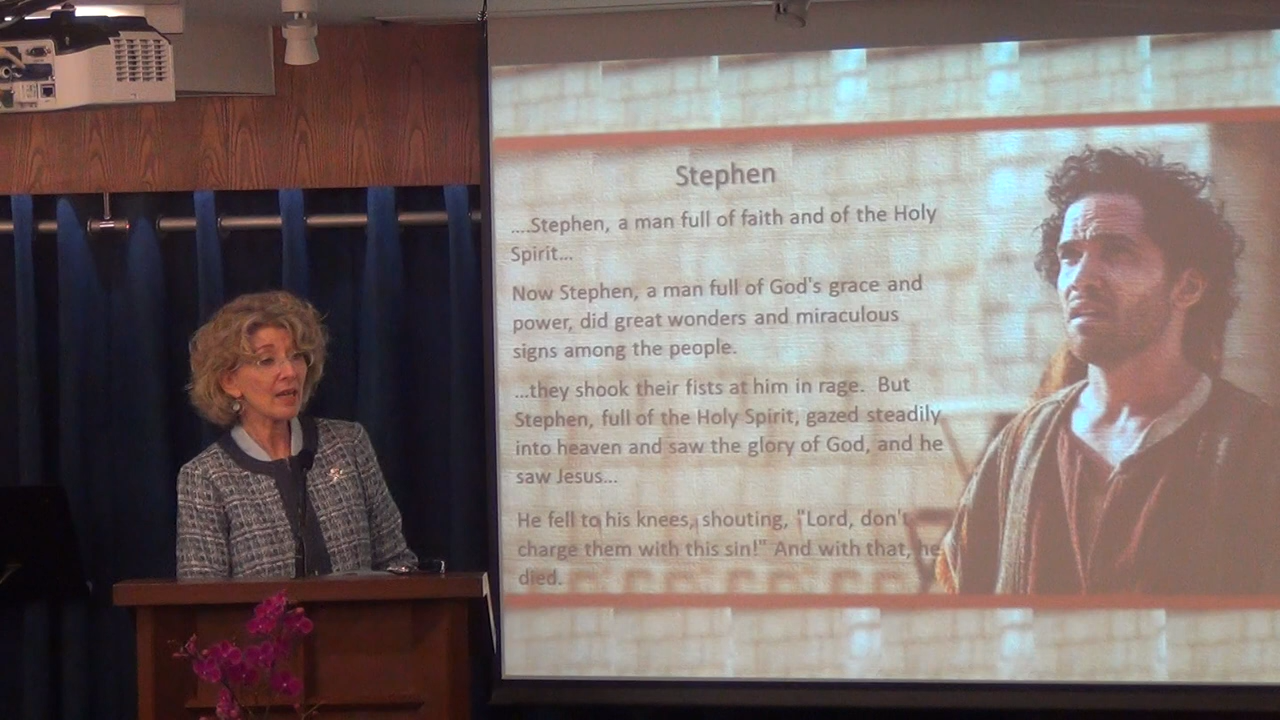 Stephen
....Stephen, a man full of faith and of the Holy
Spirit...
Now Stephen, a man full of God's grace and
power, did great wonders and miraculous
signs among the people.
...they shook their fists at him in rage.  But
Stephen, full of the Holy Spirit, gazed steadily
into heaven and saw the glory of God, and he
saw Jesus...
He fell to his knees, shouting, "Lord, don't
charge them with this sin!" And with that, he
died.